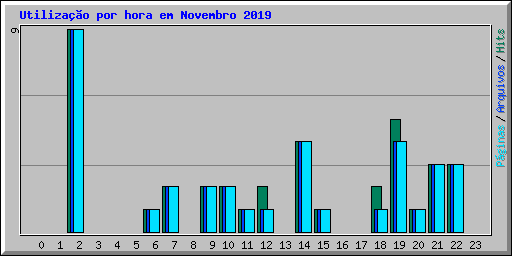 Utilização por hora em Novembro 2019
9
Páginas / Arquivos / Hits
0 1 2 3 4 5 6 7 8 9 10 11 12 13 14 15 16 17 18 19 20 21 22 23